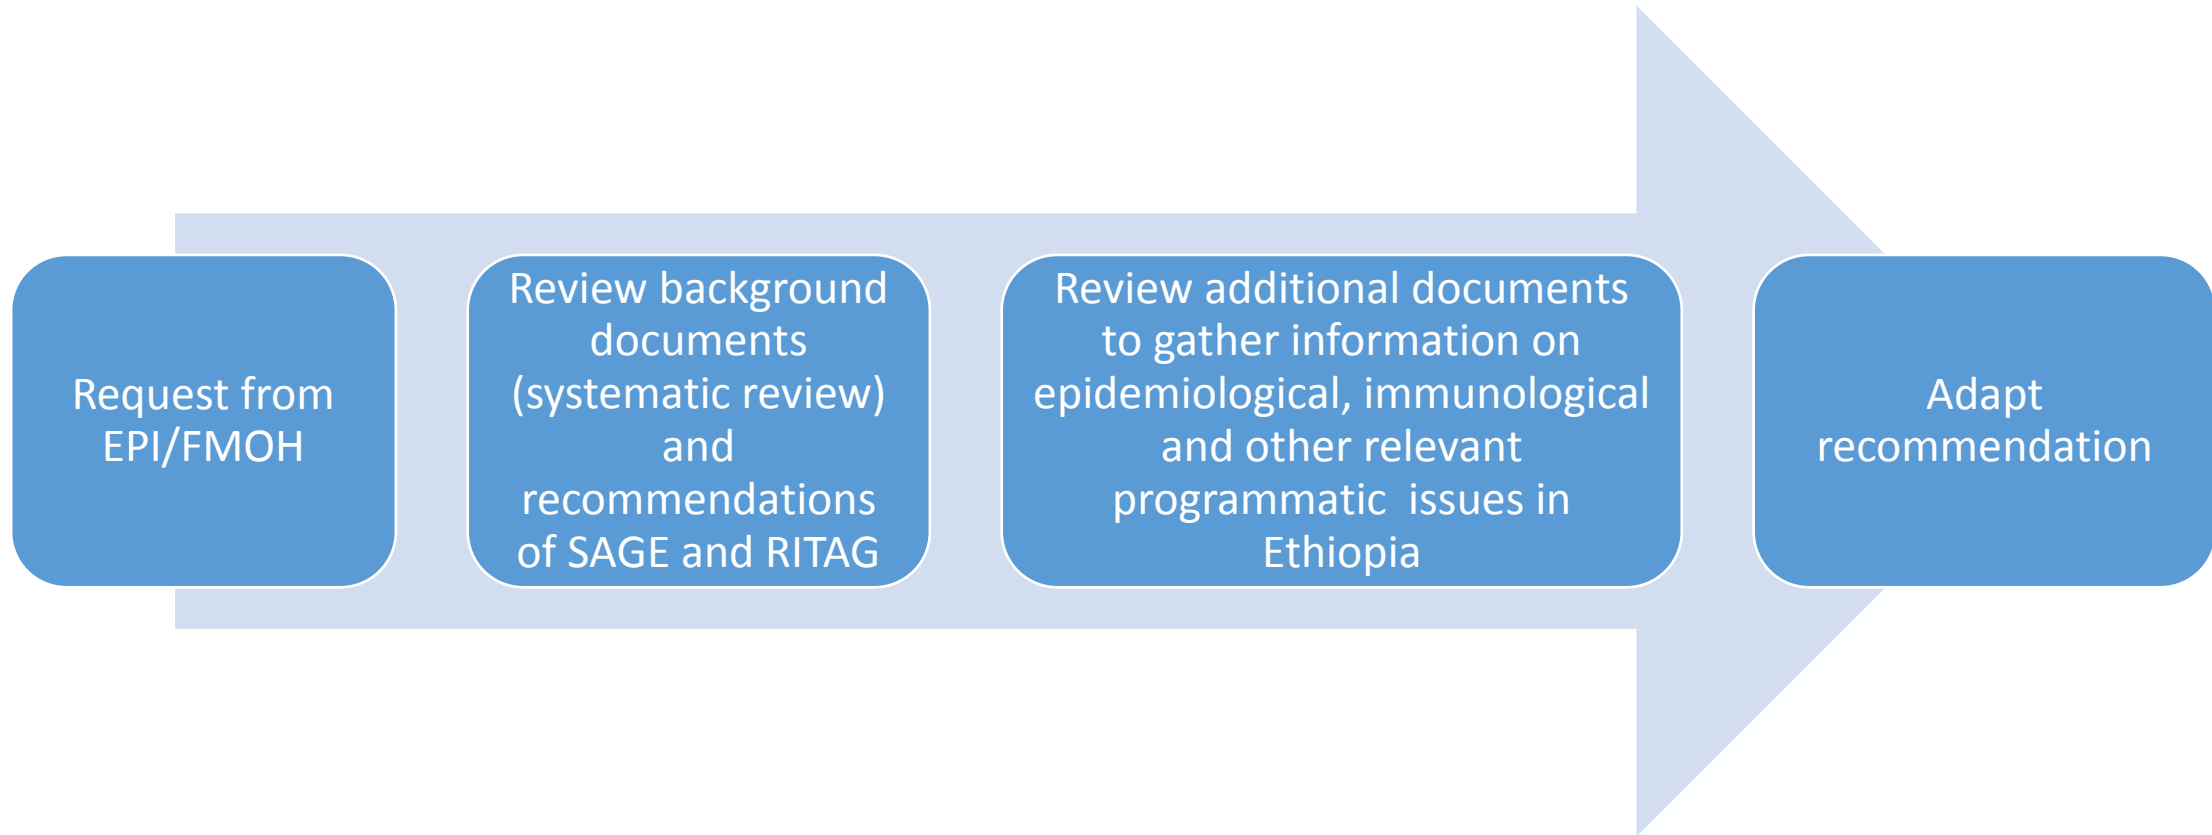 Request from
EPI/FMOH
Review background
documents
(systematic review)
and
recommendations
of SAGE and RITAG
Review additional documents
to gather information on
epidemiological, immunological
and other relevant
programmatic  issues in
Ethiopia
Adapt
recommendation